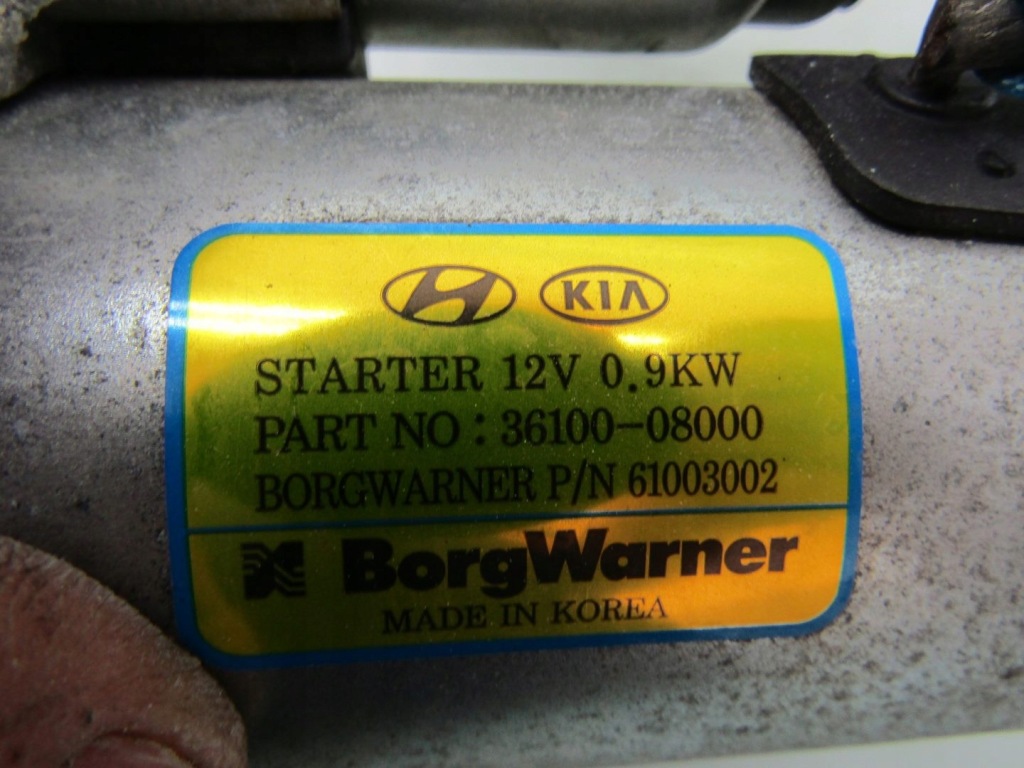 KIA
STARTER 12V 0.9KW
PART NO : 36100-08000
BORGWARNER P/N 61003002
BorgWarner
MADE IN KOREA